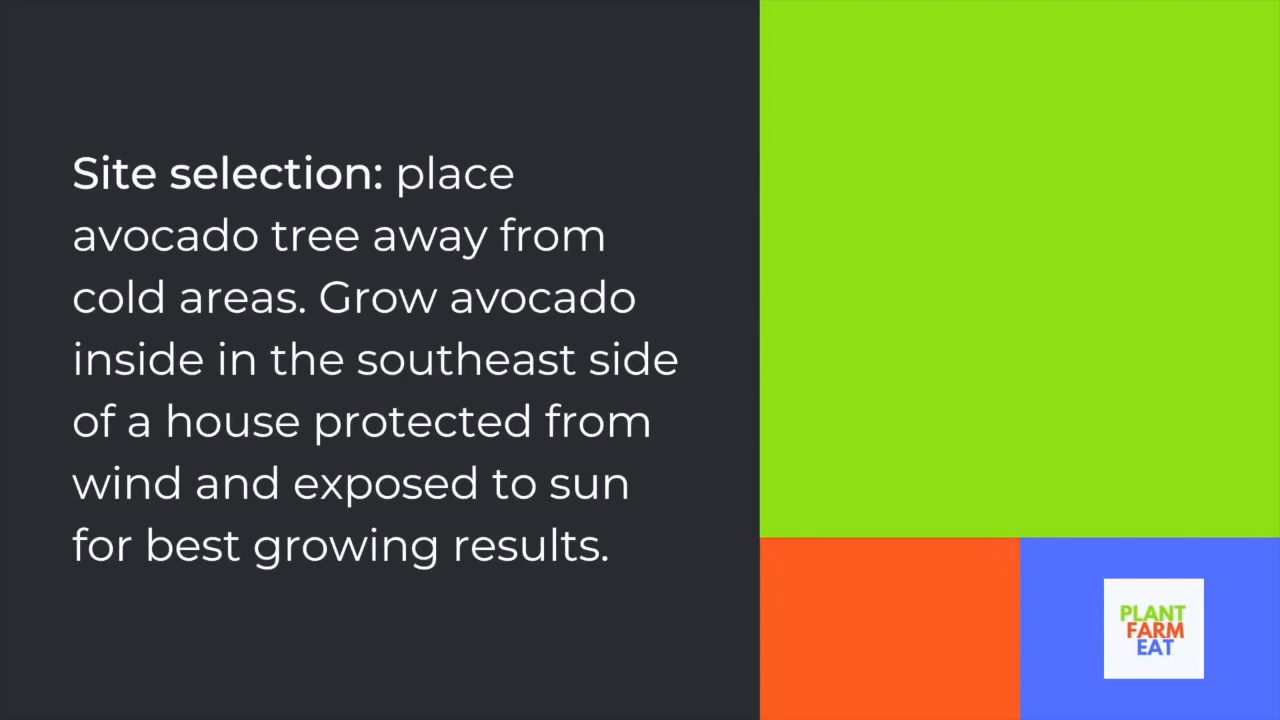 Site selection: place
avocado tree away from
cold areas. Grow avocado
inside in the southeast side
of a house protected from
wind and exposed to sun
for best growing results.
PLANT
FARM
EAT